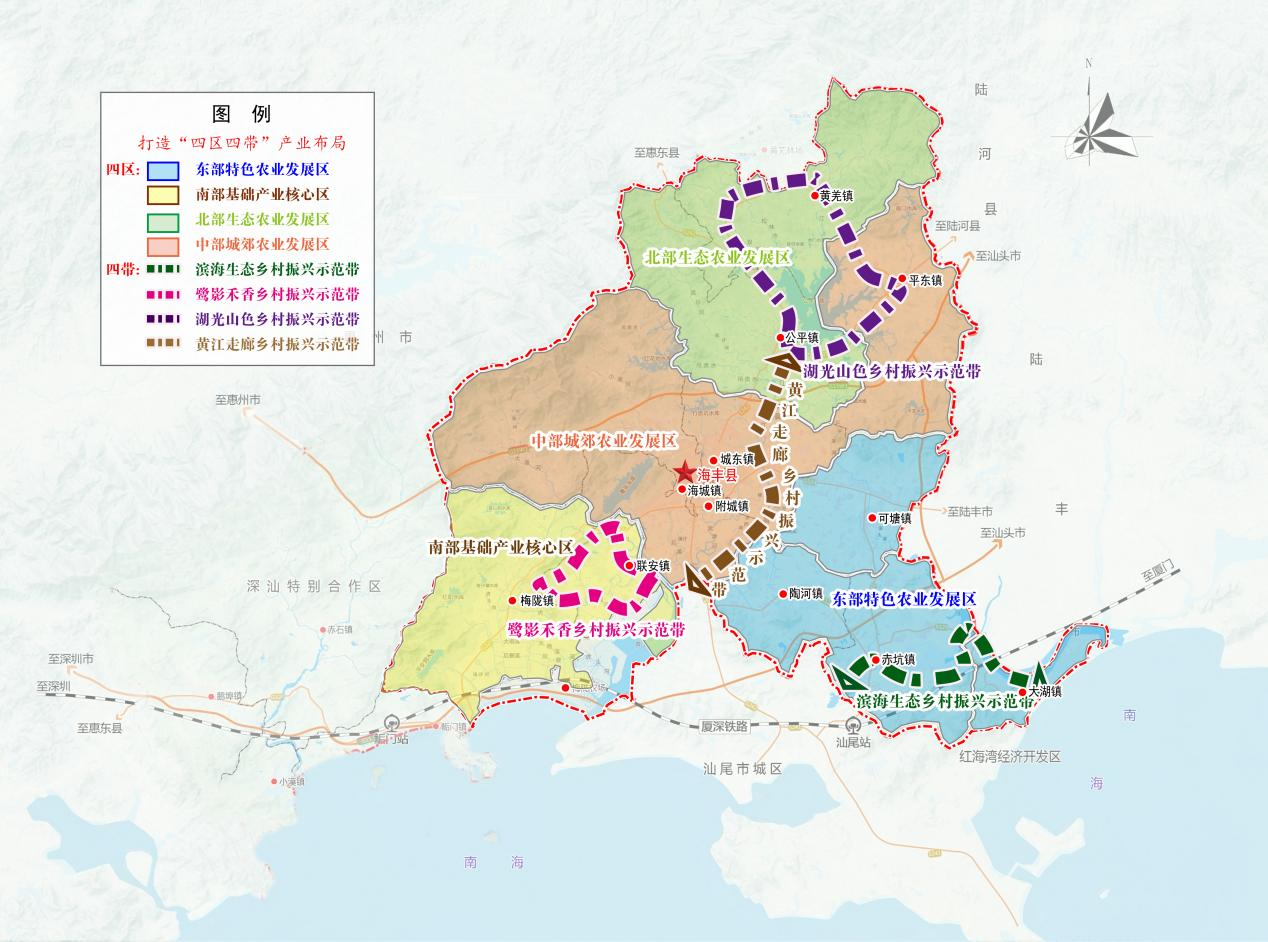 图 例
打造“四区四带”产业布局
四区: 东部特色农业发展区
南部基础产业核心区
北部生态农业发展区
中部城郊农业发展区
四带: 滨海生态乡村振兴示范带
鹭影禾香乡村振兴示范带
湖光山色乡村振兴示范带
黄江走廊乡村振兴示范带
N
陆
河
县
至惠东县
黄羌林场
黄羌镇
至陆河县
至汕头市
北部生态农业发展区
平东镇
公平镇
湖光山色乡村振兴示范带
州 市
陆
丰
至惠州市
黄江走廊乡村振兴示范带
中部城郊农业发展区
城东镇
海丰县
海城镇
附城镇
可塘镇
至陆丰市
至汕头市
南部基础产业核心区
联安镇
梅陇镇
鹭影禾香乡村振兴示范带
陶河镇
东部特色农业发展区
至厦门
深汕特别合作区
赤石镇
至深圳市
至深圳
鹅埠镇
至惠东县
鲘门镇
鲘门站
小漠镇
梅陇农场
赤坑镇
大湖镇
滨海生态乡村振兴示范带
厦深铁路
汕尾站
汕尾市城区
红海湾经济开发区
南
海
南 海